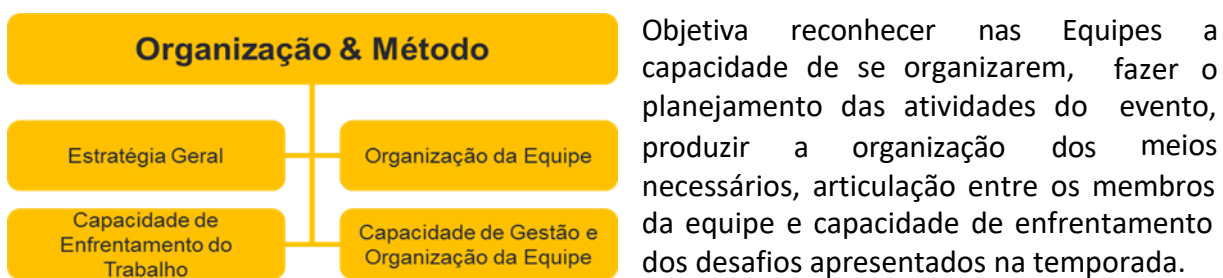 Organização & Método
Estratégia Geral
Organização da Equipe
Capacidade de
Enfrentamento do
Trabalho
Capacidade de Gestão e
Organização da Equipe
Objetiva reconhecer nas Equipes a
capacidade de se organizarem, fazer o
planejamento das atividades do evento,
produzir a organização dos meios
necessários, articulação entre os membros
da equipe e capacidade de enfrentamento
dos desafios apresentados na temporada.